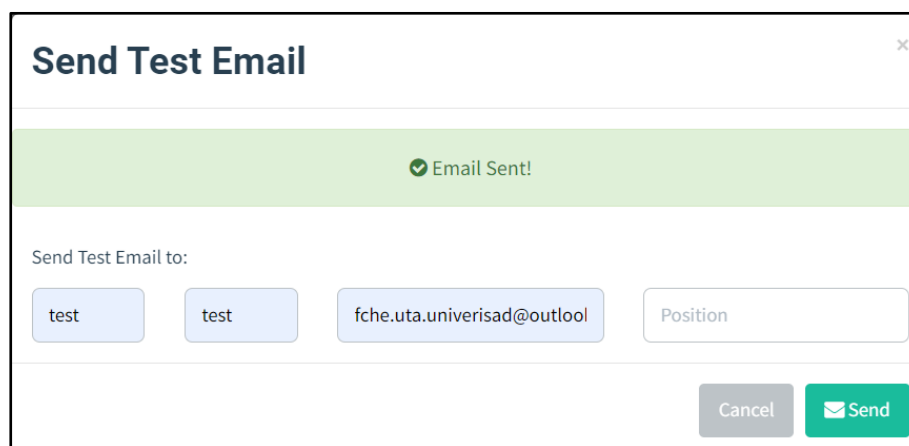 Send Test Email
×
Email Sent!
Send Test Email to:
test test fche.uta.univerisad@outlool Position
Cancel Send